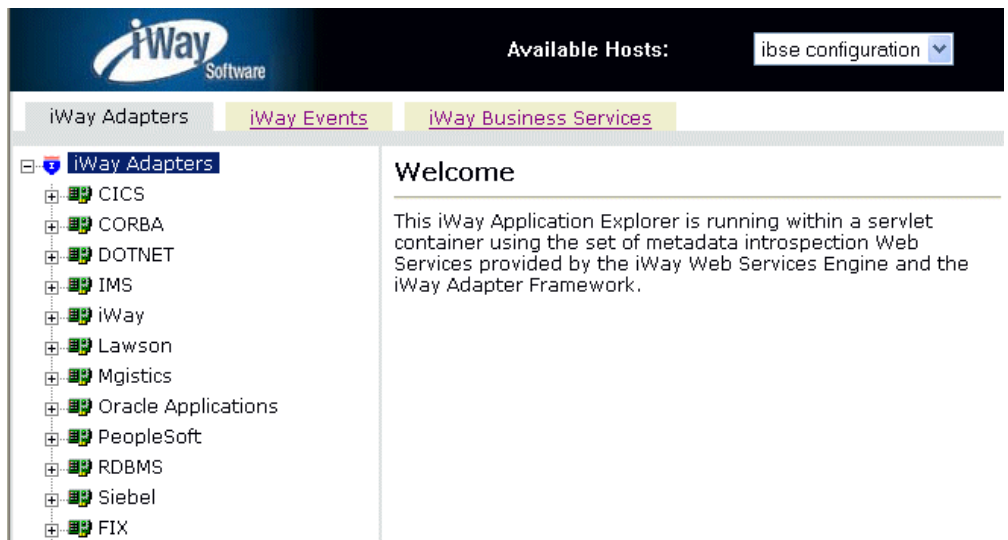 iWay
Software
Available Hosts:
ibse configuration
iWay Adapters
iWay Events
iWay Business Services
iWay Adapters
CICS
CORBA
DOTNET
IMS
iWay
Lawson
Mgistics
Oracle Applications
PeopleSoft
RDBMS
Siebel
FIX
Welcome
This iWay Application Explorer is running within a servlet
container using the set of metadata introspection Web
Services provided by the iWay Web Services Engine and the
iWay Adapter Framework.